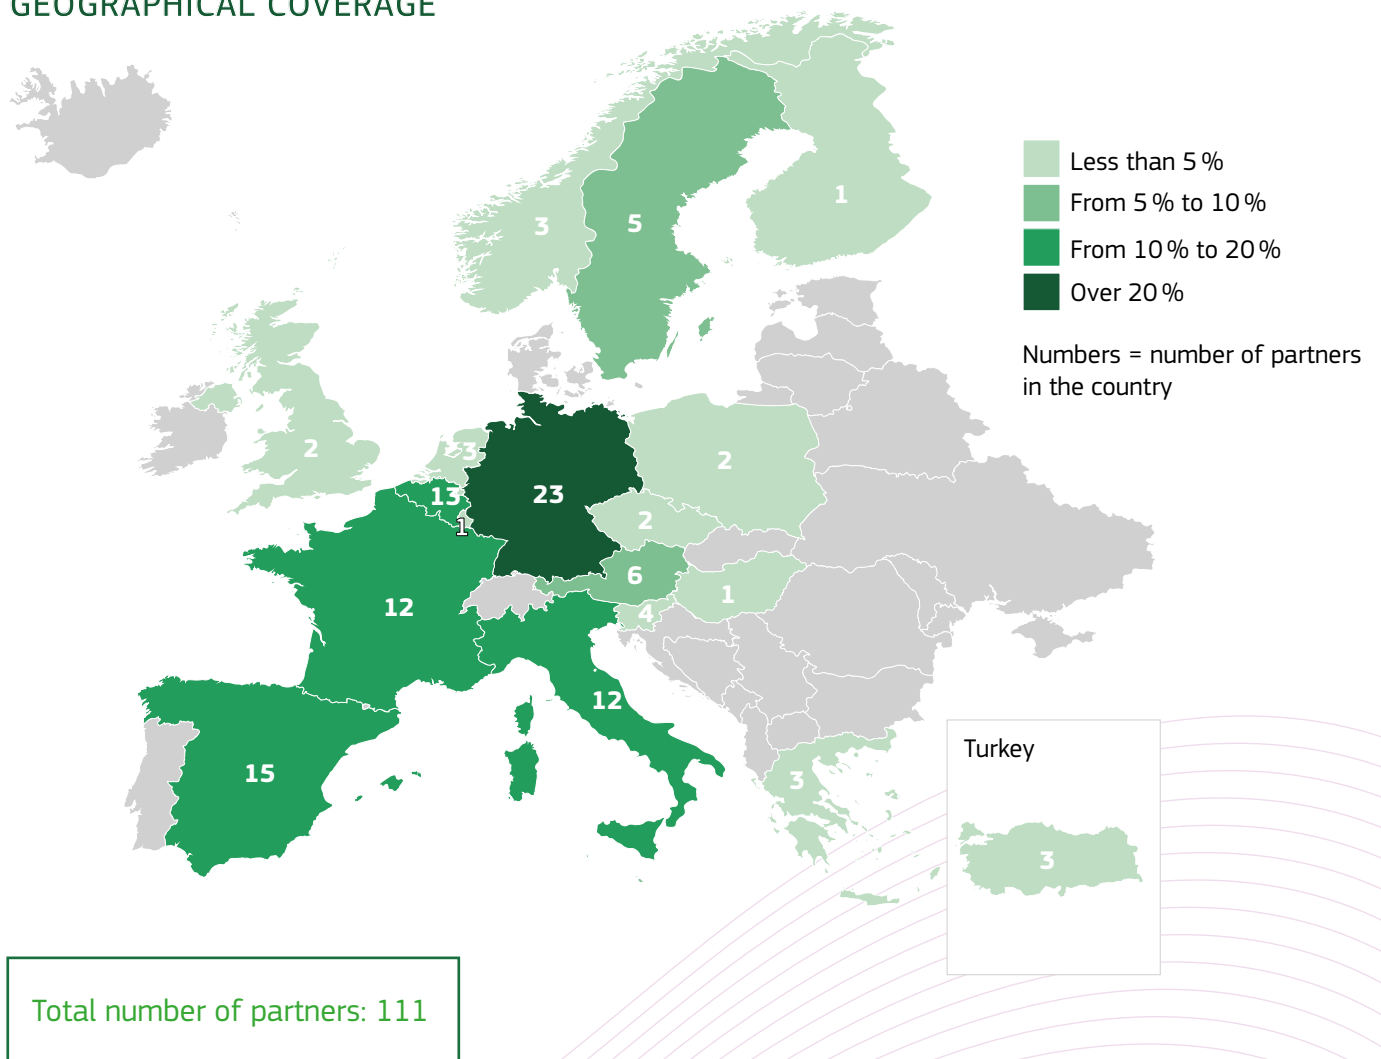 GEOGRAPHICAL COVERAGE
Less than 5 %
From 5 % to 10 %
From 10 % to 20 %
Over 20 %
Numbers = number of partners
in the country
1
3
5
2
3
2
13
23
1
2
6
1
12
4
12
15
3
Turkey
3
Total number of partners: 111